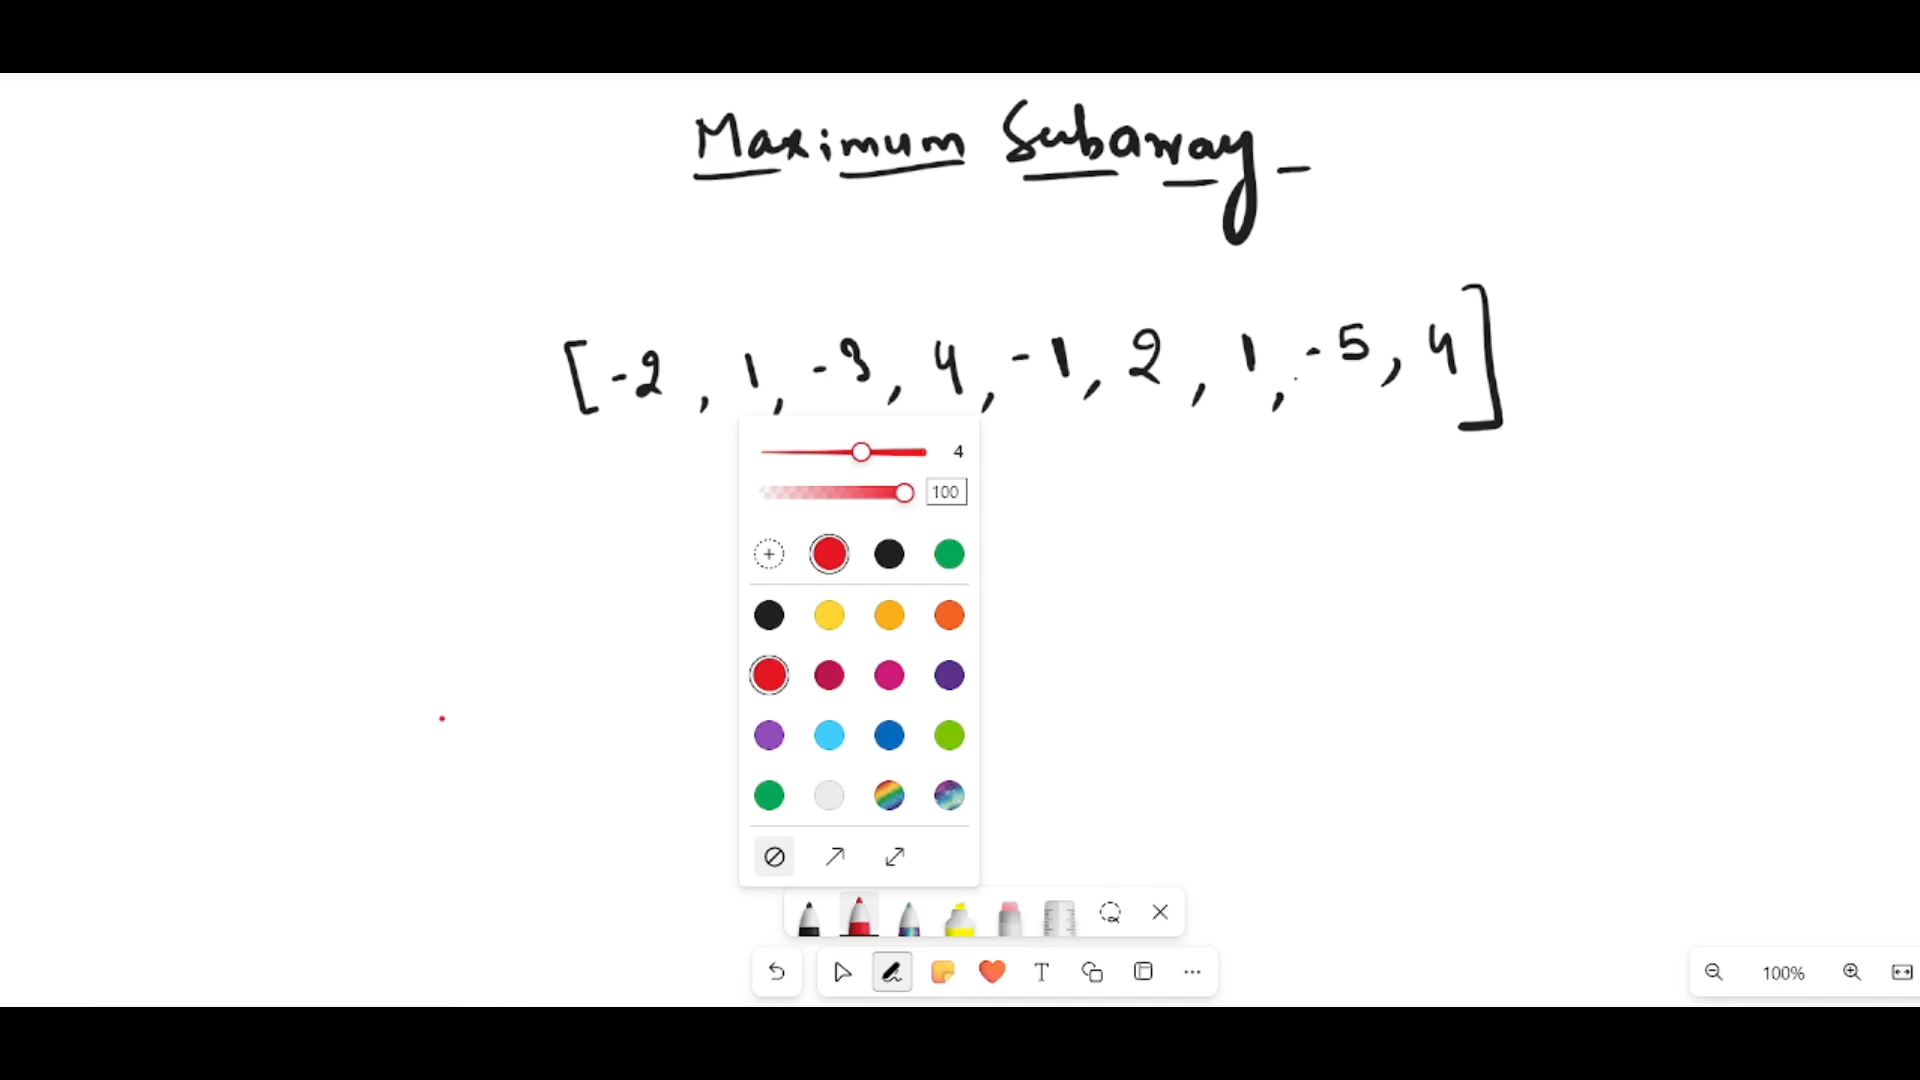 Maximum Subarray -
[-2, 1, -3, 4, -1, 2, 1, -5, 4]
4
100
T
100%